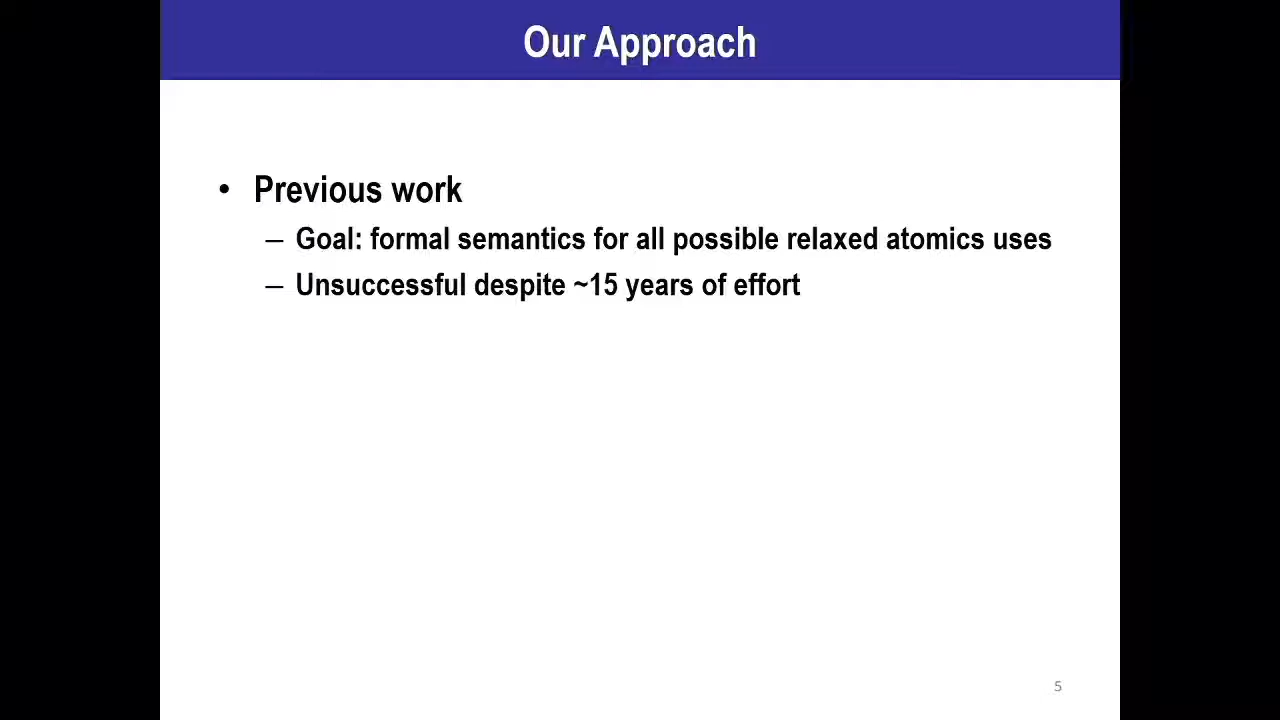 Our Approach
• Previous work
– Goal: formal semantics for all possible relaxed atomics uses
– Unsuccessful despite ~15 years of effort
5